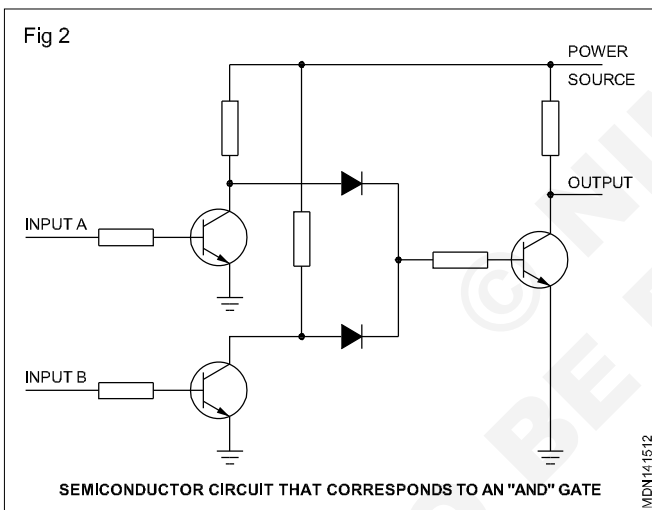 Fig 2
POWER
SOURCE
OUTPUT
INPUT A
INPUT B
MDN141512
SEMICONDUCTOR CIRCUIT THAT CORRESPONDS TO AN "AND" GATE